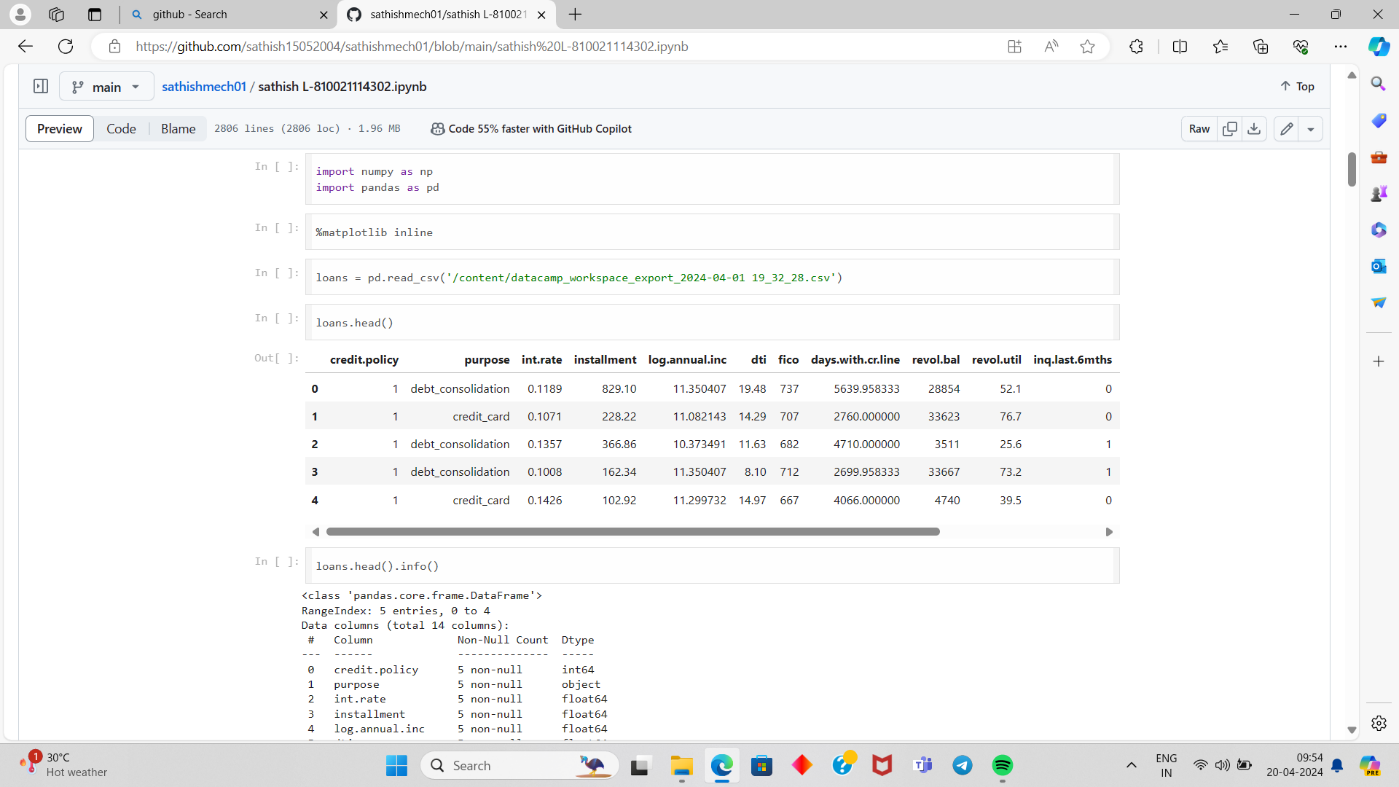 github - Search
sathishmech01/sathish L-810021
https://github.com/sathish15052004/sathishmech01/blob/main/sathish%20L-810021114302.ipynb
main
sathishmech01 / sathish L-810021114302.ipynb
Top
Preview Code Blame 2806 lines (2806 loc) · 1.96 MB Code 55% faster with GitHub Copilot Raw
In [ ]: import numpy as np
import pandas as pd
In [ ]: %matplotlib inline
In [ ]: loans = pd.read_csv('/content/datacamp_workspace_export_2024-04-01 19_32_28.csv')
In [ ]: loans.head()
Out[ ]: credit.policy purpose int.rate installment log.annual.inc dti fico days.with.cr.line revol.bal revol.util inq.last.6mths
0 1 debt_consolidation 0.1189 829.10 11.350407 19.48 737 5639.958333 28854 52.1 0
1 1 credit_card 0.1071 228.22 11.082143 14.29 707 2760.000000 33623 76.7 0
2 1 debt_consolidation 0.1357 366.86 10.373491 11.63 682 4710.000000 3511 25.6 1
3 1 debt_consolidation 0.1008 162.34 11.350407 8.10 712 2699.958333 33667 73.2 1
4 1 credit_card 0.1426 102.92 11.299732 14.97 667 4066.000000 4740 39.5 0
In [ ]: loans.head().info()
<class 'pandas.core.frame.DataFrame'>
RangeIndex: 5 entries, 0 to 4
Data columns (total 14 columns):
# Column Non-Null Count Dtype
--- ------ -------------- -----
0 credit.policy 5 non-null int64
1 purpose 5 non-null object
2 int.rate 5 non-null float64
3 installment 5 non-null float64
4 log.annual.inc 5 non-null float64
1
30°C
Hot weather
Search
ENG
IN
09:54
20-04-2024
PRE